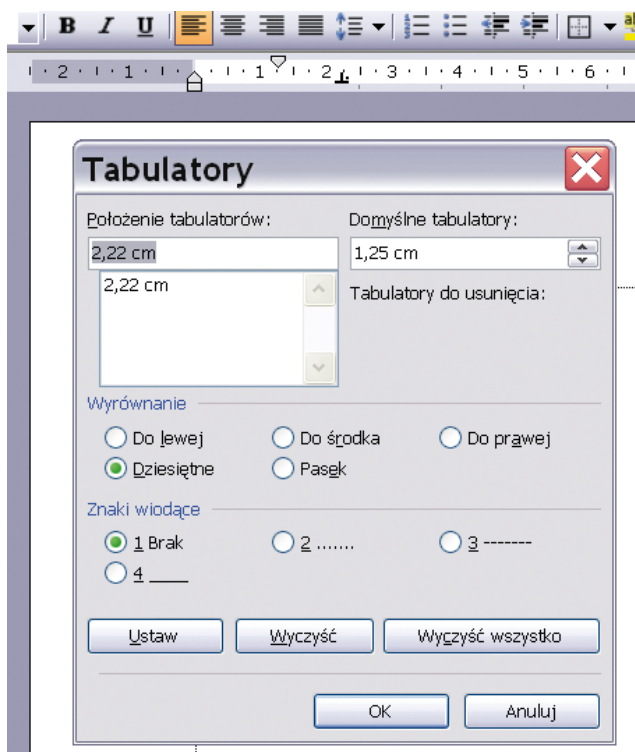 B I U ab
2 1 1 2 3 4 5 6
Tabulatory
Położenie tabulatorów:
Domyślne tabulatory:
2,22 cm
1,25 cm
2,22 cm
Tabulatory do usunięcia:
Wyrównanie
Do lewej Do środka Do prawej
Dziesiętne Pasek
Znaki wiodące
1 Brak 2 ....... 3 -------
4 ____
Ustaw Wyczyść Wyczyść wszystko
OK Anuluj